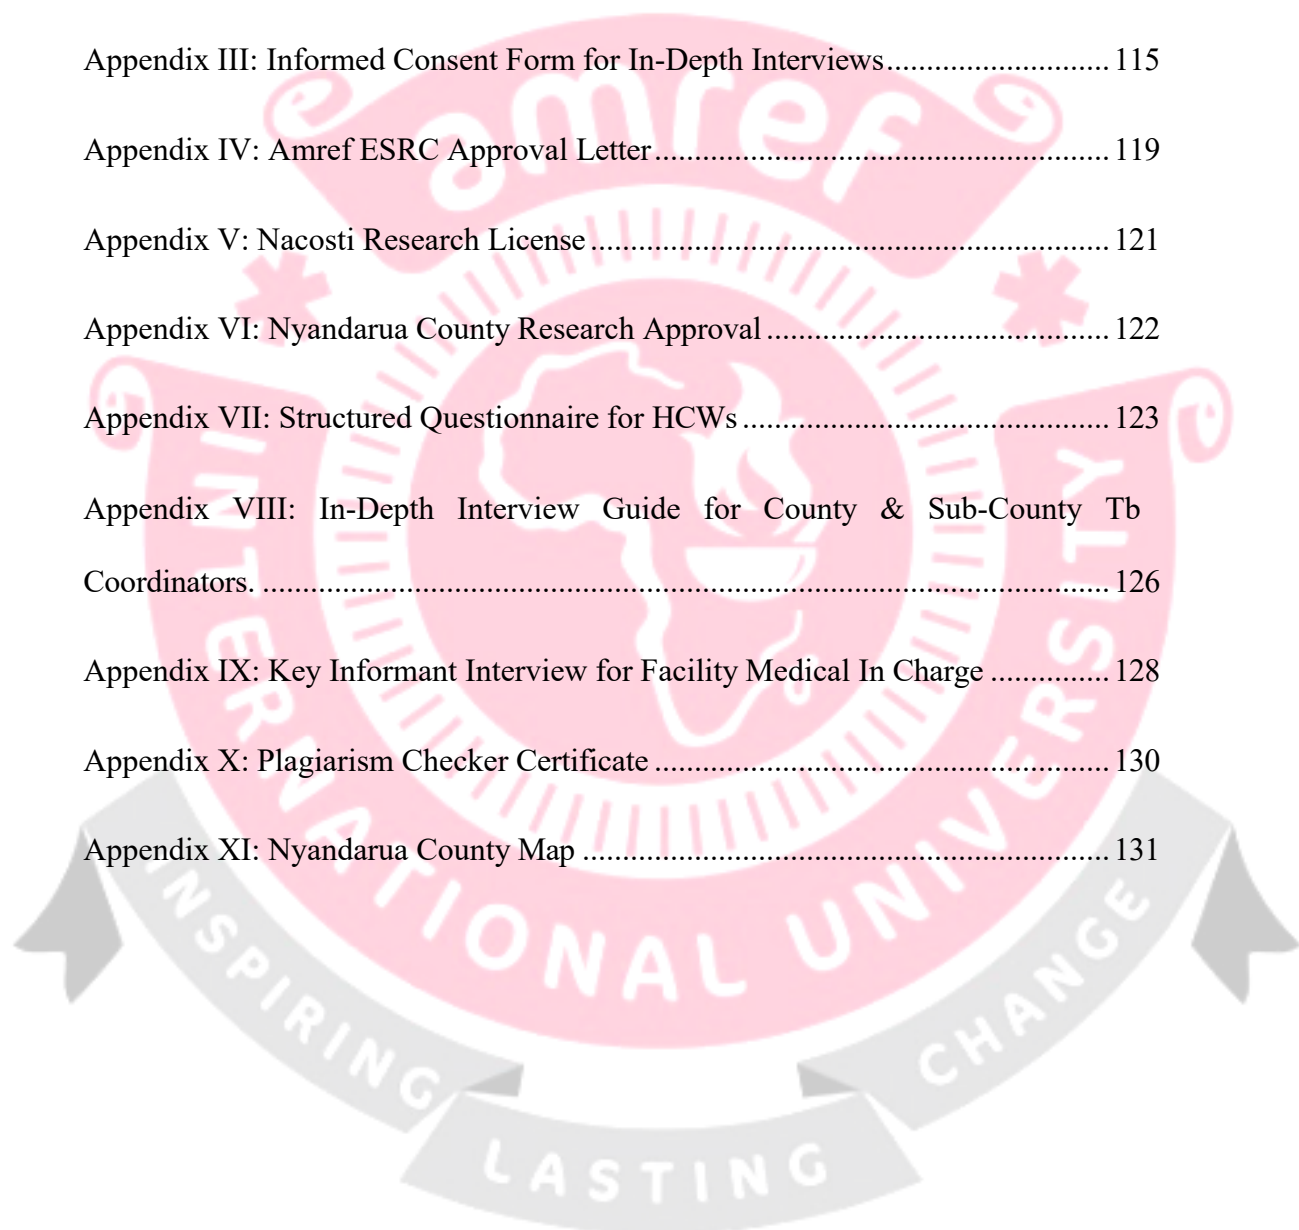 Appendix III: Informed Consent Form for In-Depth Interviews............................ 115
Appendix IV: Amref ESRC Approval Letter.......................................................... 119
Appendix V: Nacosti Research License.................................................................. 121
Appendix VI: Nyandarua County Research Approval............................................ 122
Appendix VII: Structured Questionnaire for HCWs............................................... 123
Appendix VIII: In-Depth Interview Guide for County & Sub-County Tb
Coordinators. ............................................................................................................ 126
Appendix IX: Key Informant Interview for Facility Medical In Charge ............... 128
Appendix X: Plagiarism Checker Certificate .......................................................... 130
Appendix XI: Nyandarua County Map ................................................................... 131
amref
INTERNATIONAL UNIVERSITY
INSPIRING
LASTING
CHANGE